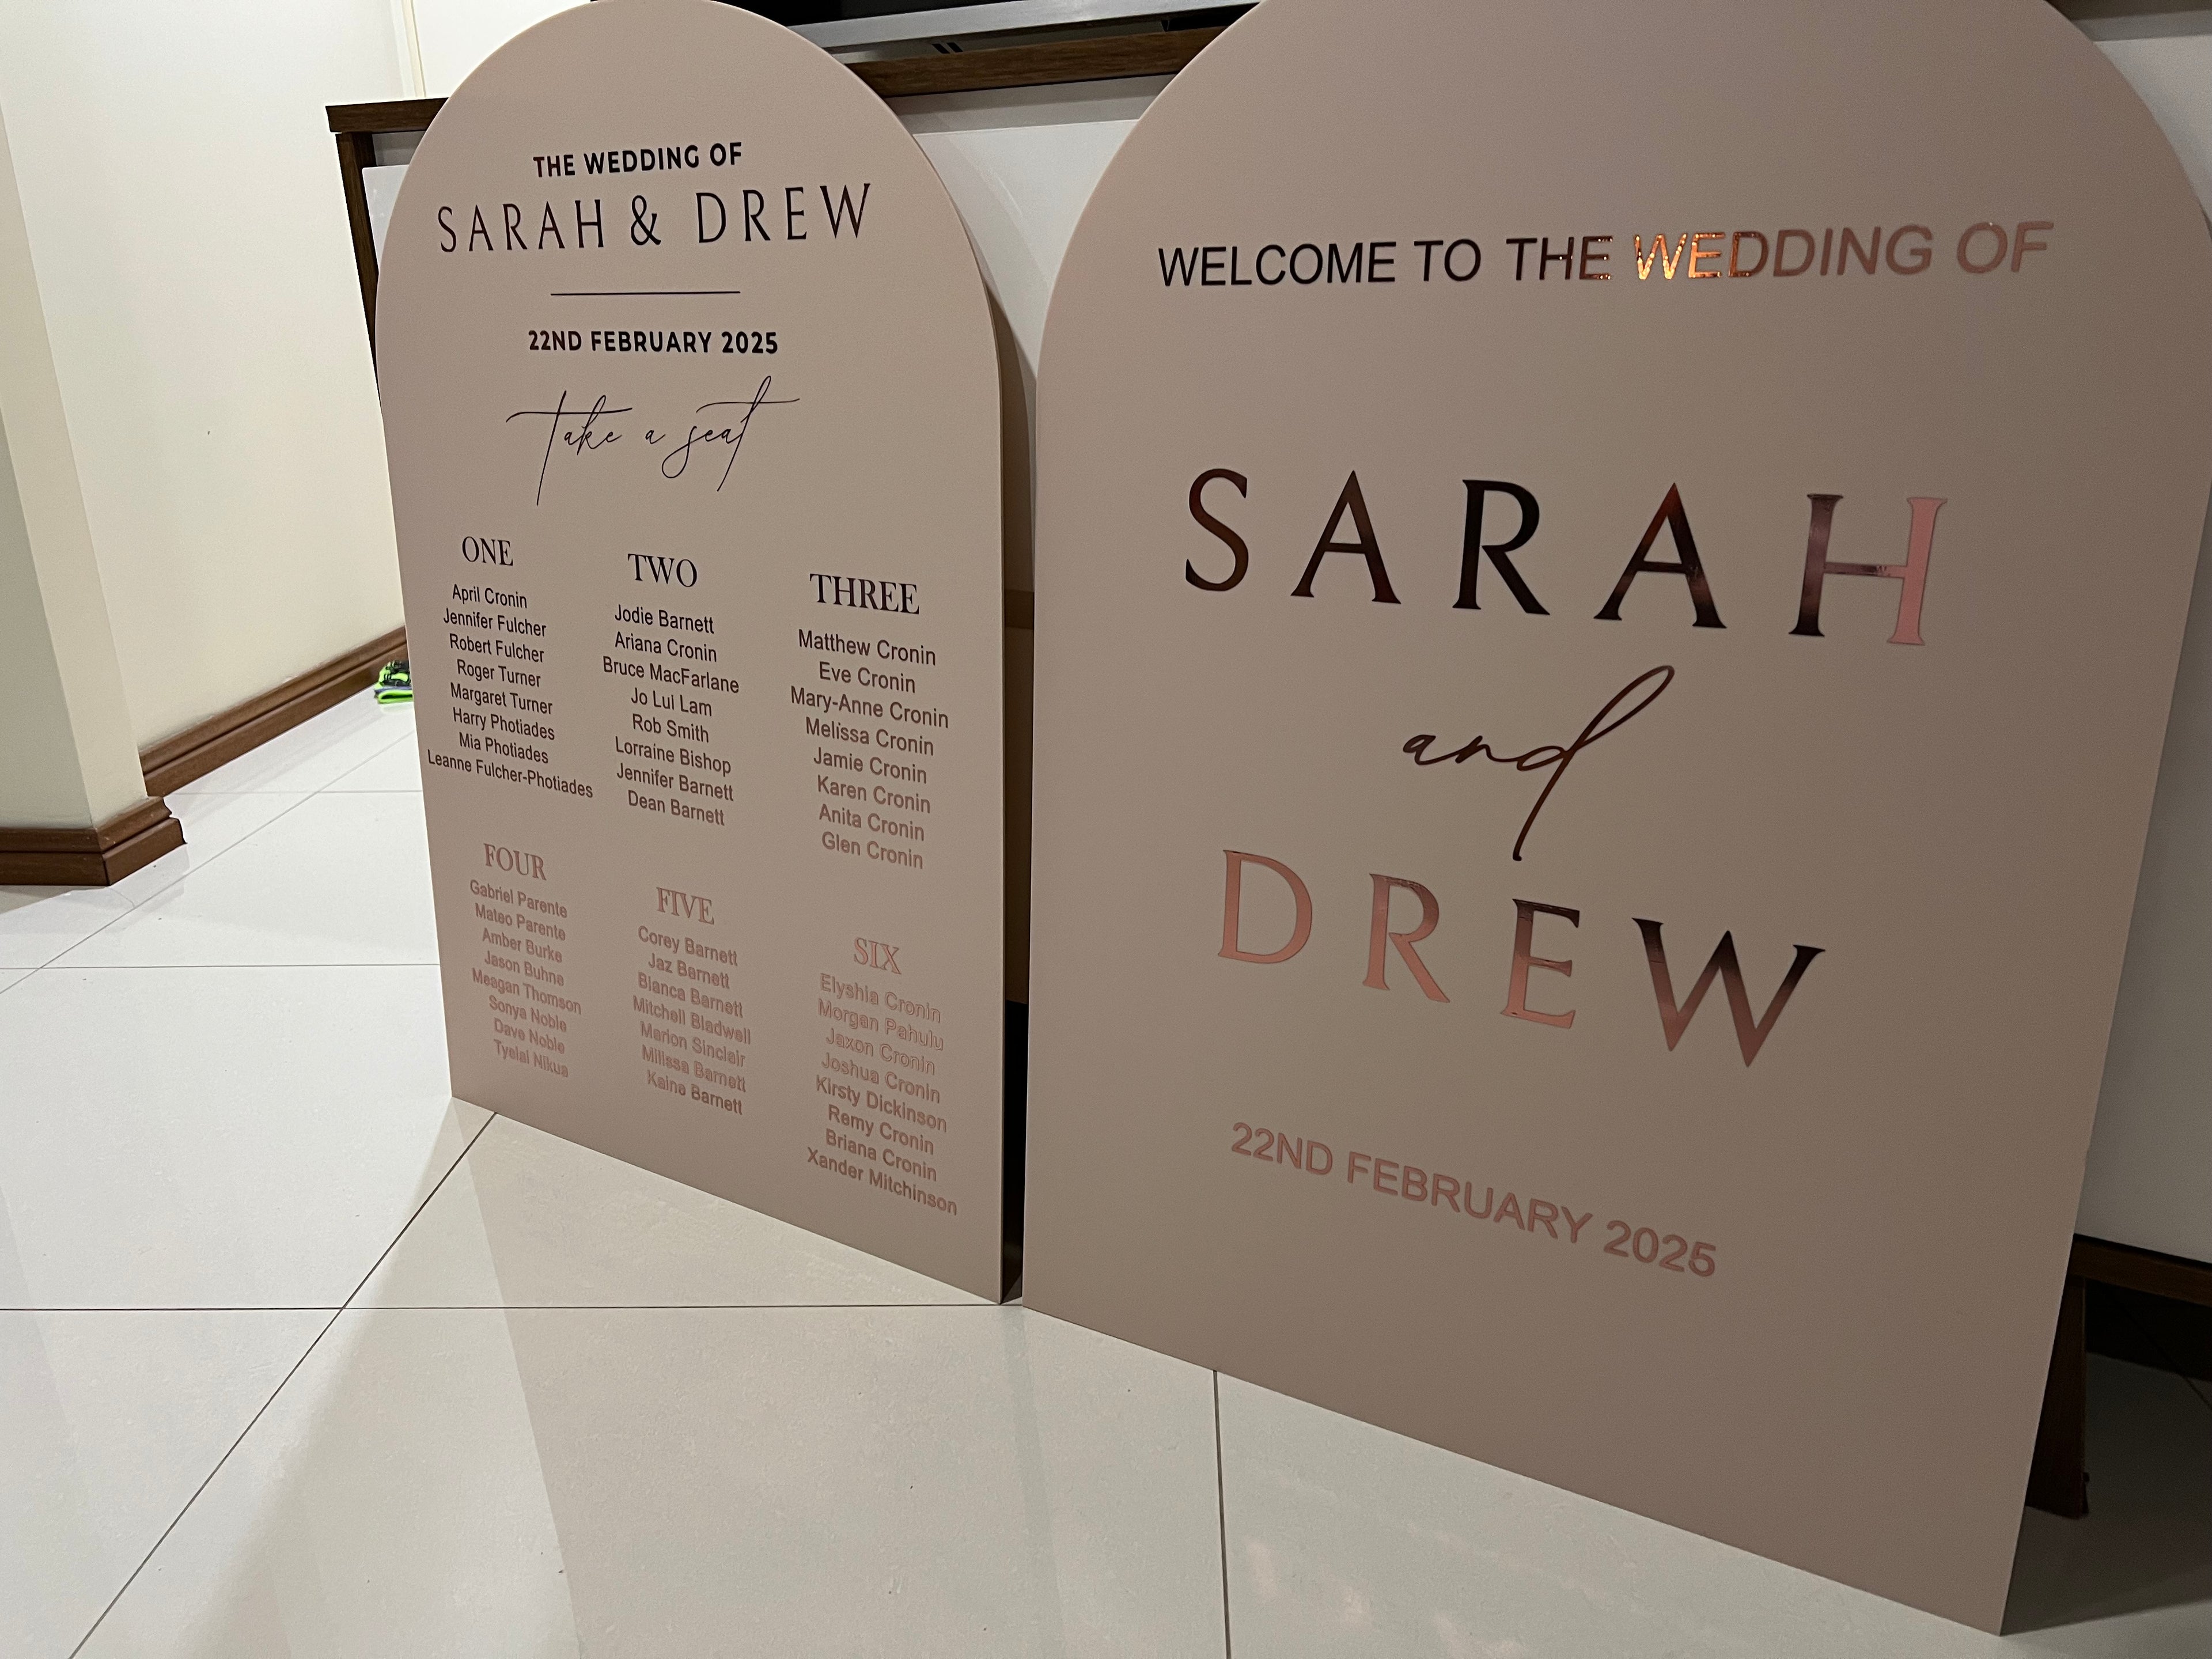 THE WEDDING OF
SARAH & DREW
22ND FEBRUARY 2025
take a seat
ONE
April Cronin
Jennifer Fulcher
Robert Fulcher
Roger Turner
Margaret Turner
Harry Photiades
Mia Photiades
Leanne Fulcher-Photiades
TWO
Jodie Barnett
Ariana Cronin
Bruce MacFarlane
Jo Lui Lam
Rob Smith
Lorraine Bishop
Jennifer Barnett
Dean Barnett
THREE
Matthew Cronin
Eve Cronin
Mary-Anne Cronin
Melissa Cronin
Jamie Cronin
Karen Cronin
Anita Cronin
Glen Cronin
FOUR
Gabriel Parente
Mateo Parente
Amber Burke
Jason Buhne
Meagan Thomson
Sonya Noble
Dave Noble
Tyelai Nikua
FIVE
Corey Barnett
Jaz Barnett
Bianca Barnett
Mitchell Bladwell
Marion Sinclair
Milissa Barnett
Kaine Barnett
SIX
Elyshia Cronin
Morgan Pahulu
Jaxon Cronin
Joshua Cronin
Kirsty Dickinson
Remy Cronin
Briana Cronin
Xander Mitchinson
WELCOME TO THE WEDDING OF
SARAH
and
DREW
22ND FEBRUARY 2025